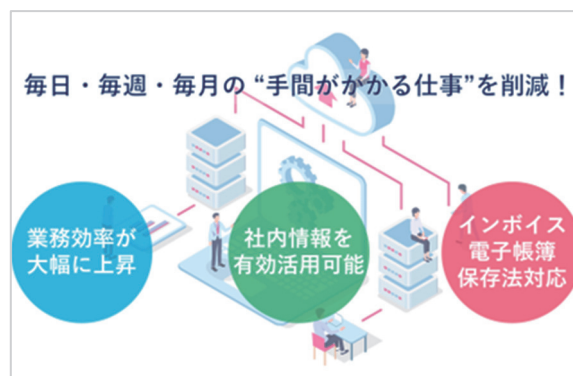 毎日・毎週・毎月の“手間がかかる仕事”を削減！
業務効率が
大幅に上昇
社内情報を
有効活用可能
インボイス
電子帳簿
保存法対応